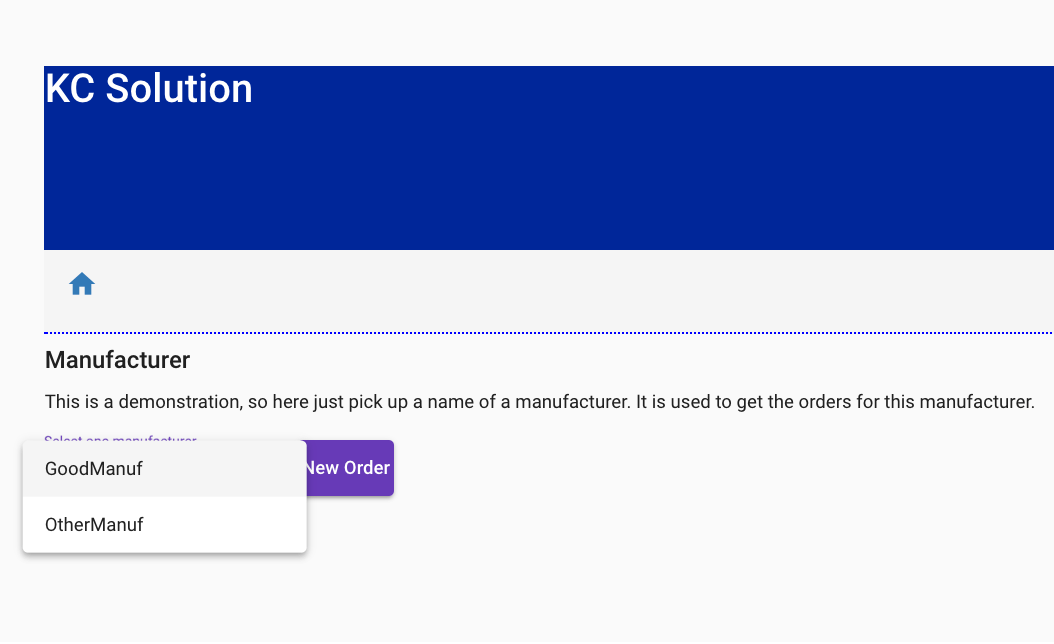 KC Solution
Manufacturer
This is a demonstration, so here just pick up a name of a manufacturer. It is used to get the orders for this manufacturer.
Select one manufacturer
GoodManuf
New Order
OtherManuf